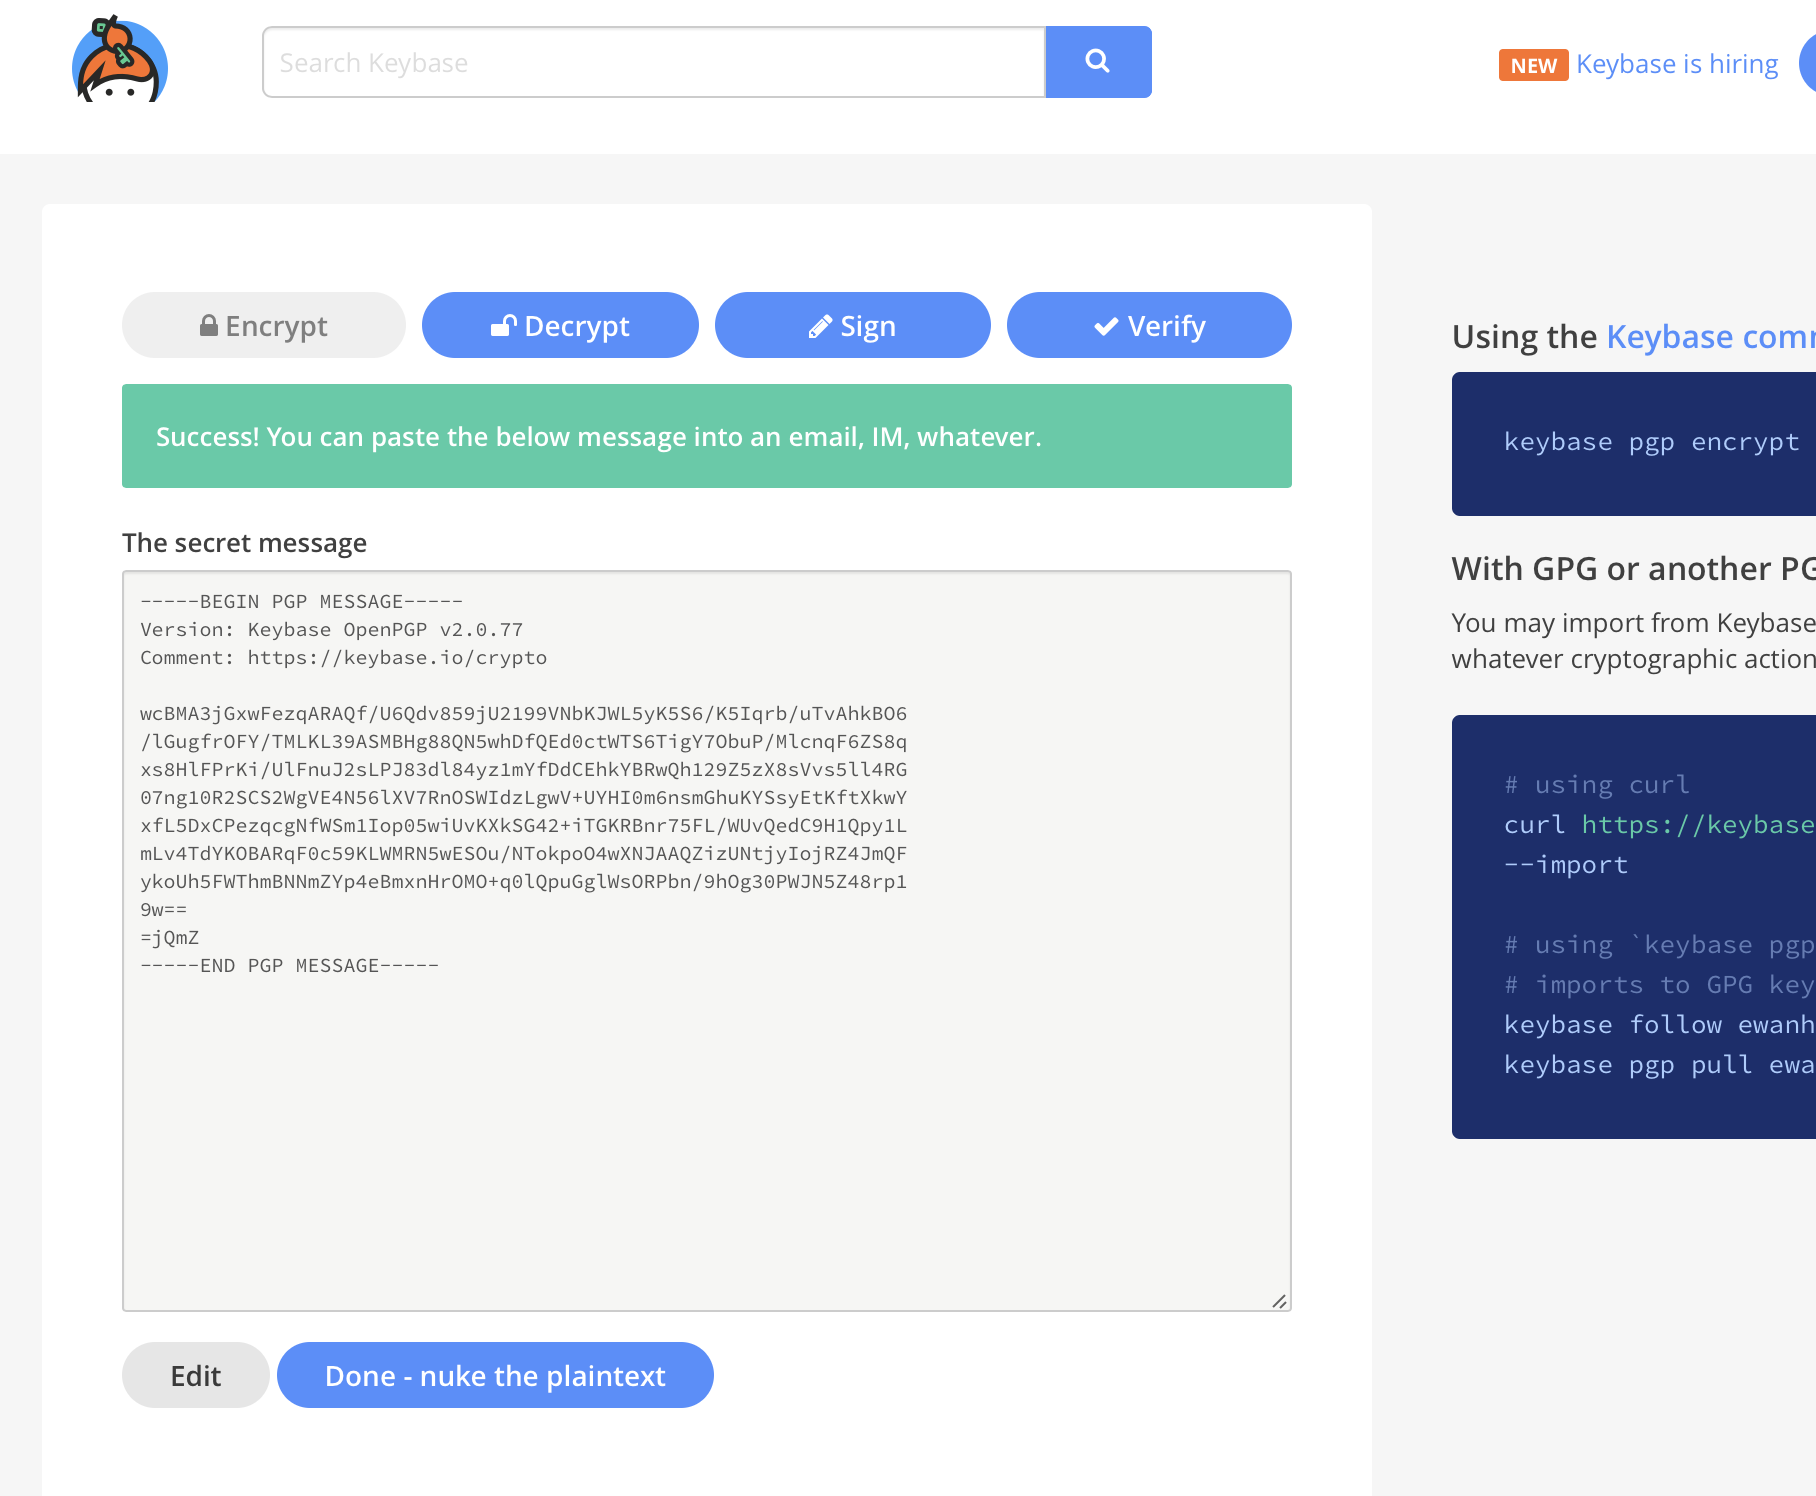 Search Keybase
NEW Keybase is hiring
Encrypt
Decrypt
Sign
Verify
Success! You can paste the below message into an email, IM, whatever.
The secret message
-----BEGIN PGP MESSAGE-----
Version: Keybase OpenPGP v2.0.77
Comment: https://keybase.io/crypto
wcBMA3jGxwFezqARAQf/U6Qdv859jU2199VNbKJWL5yK5S6/K5Iqrb/uTvAhkBO6
/lGugfrOFY/TMLKL39ASMBHg88QN5whDfQEd0ctWTS6TigY7ObuP/MlcnqF6ZS8q
xs8HlFPrKi/UlFnuJ2sLPJ83dl84yz1mYfDdCEhkYBRwQh129Z5zX8sVvs5ll4RG
07ng10R2SCS2WgVE4N56lXV7RnOSWIdzLgwV+UYHI0m6nsmGhuKYSsyEtKftXkwY
xfL5DxCPezqcgNfWSm1Iop05wiUvKXkSG42+iTGKRBnr75FL/WUvQedC9H1Qpy1L
mLv4TdYKOBARqF0c59KLWMRN5wESOu/NTokpoO4wXNJAAQZizUNtjyIojRZ4JmQF
ykoUh5FWThmBNNmZYp4eBmxnHrOMO+q0lQpuGglWsORPbn/9hOg30PWJN5Z48rp1
9w==
=jQmZ
-----END PGP MESSAGE-----
Edit
Done - nuke the plaintext
Using the Keybase comm
keybase pgp encrypt
With GPG or another PG
You may import from Keybase
whatever cryptographic action
# using curl
curl https://keybase
--import
# using `keybase pgp
# imports to GPG key
keybase follow ewanh
keybase pgp pull ewa